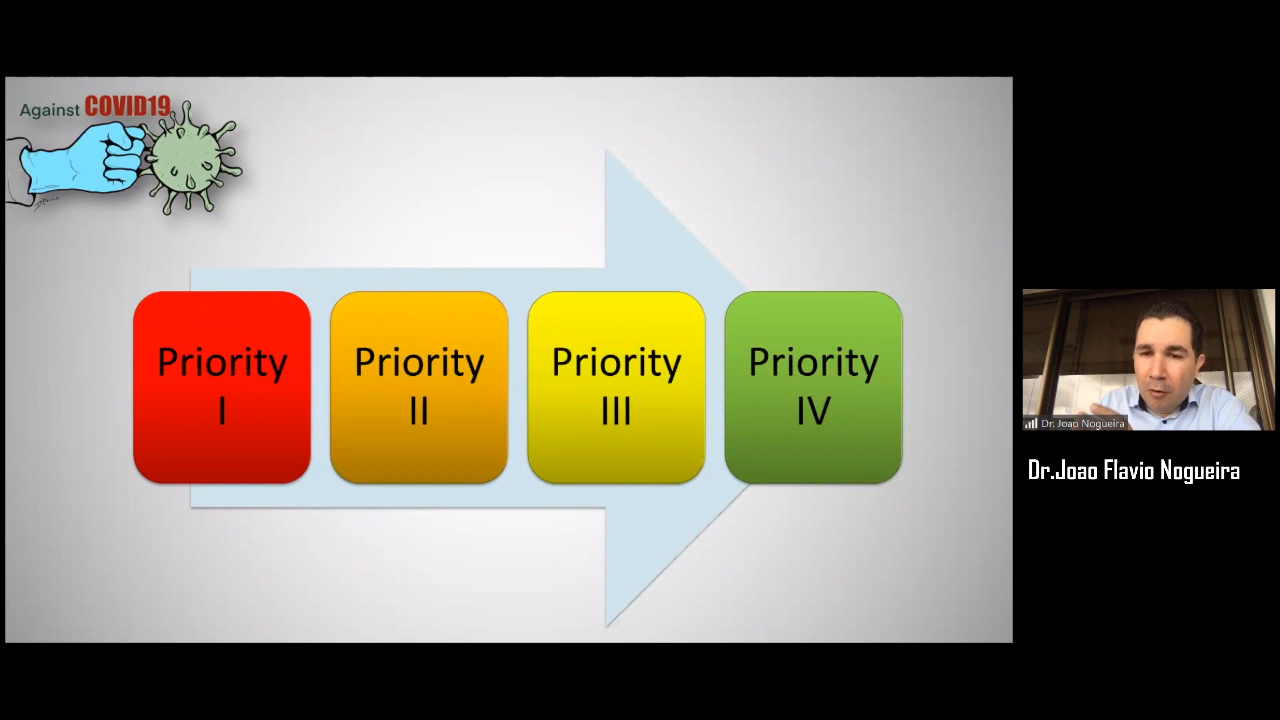 Against COVID19
Priority
I
Priority
II
Priority
III
Priority
IV
Dr. Joao Nogueira
Dr.Joao Flavio Nogueira